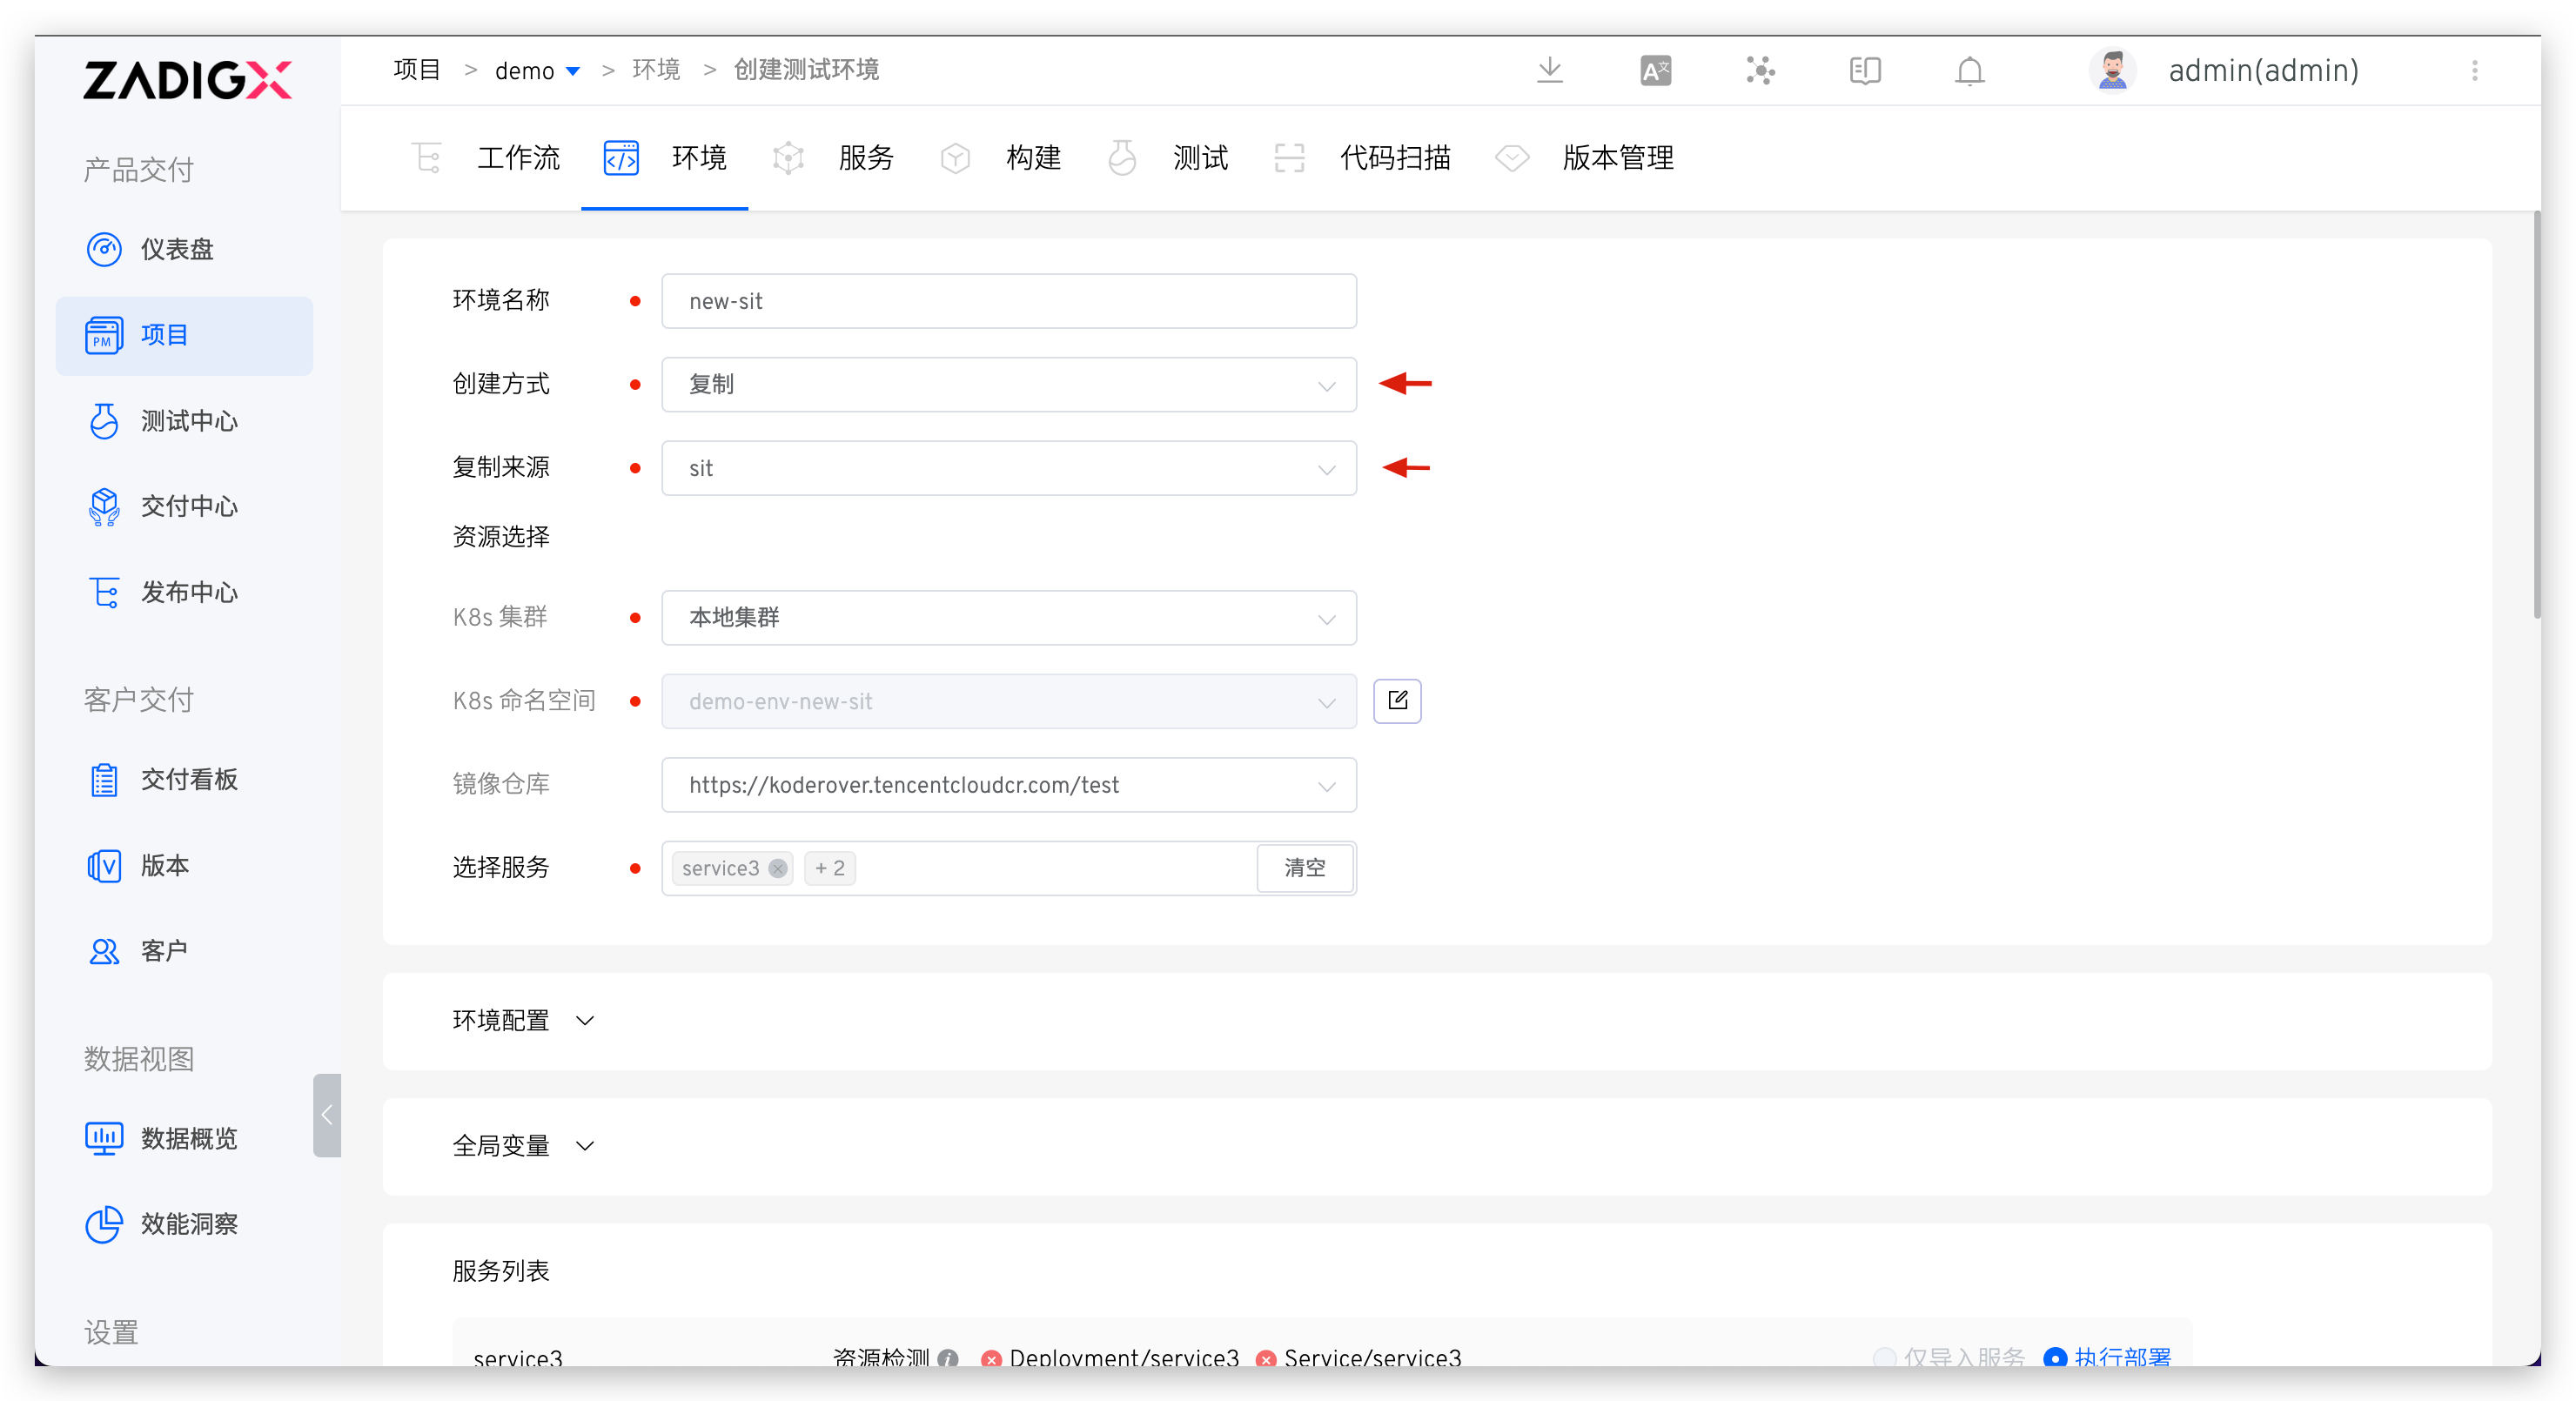 ZADIGX
项目 > demo > 环境 > 创建测试环境
admin(admin)
工作流 环境 服务 构建 测试 代码扫描 版本管理
产品交付
仪表盘
PM 项目
测试中心
交付中心
发布中心
客户交付
交付看板
版本
客户
数据视图
数据概览
效能洞察
设置
环境名称 new-sit
创建方式 复制
复制来源 sit
资源选择
K8s 集群 本地集群
K8s 命名空间 demo-env-new-sit
镜像仓库 https://koderover.tencentcloudcr.com/test
选择服务 service3 + 2 清空
环境配置
全局变量
服务列表
service3 资源检测 Deployment/service3 Service/service3 仅导入服务 执行部署